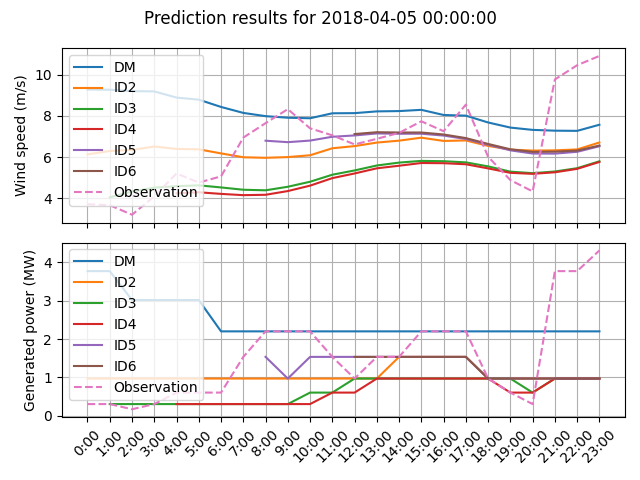 Prediction results for 2018-04-05 00:00:00
Wind speed (m/s)
10
8
6
4
DM
ID2
ID3
ID4
ID5
ID6
Observation
Generated power (MW)
4
3
2
1
0
DM
ID2
ID3
ID4
ID5
ID6
Observation
0:00 1:00 2:00 3:00 4:00 5:00 6:00 7:00 8:00 9:00 10:00 11:00 12:00 13:00 14:00 15:00 16:00 17:00 18:00 19:00 20:00 21:00 22:00 23:00